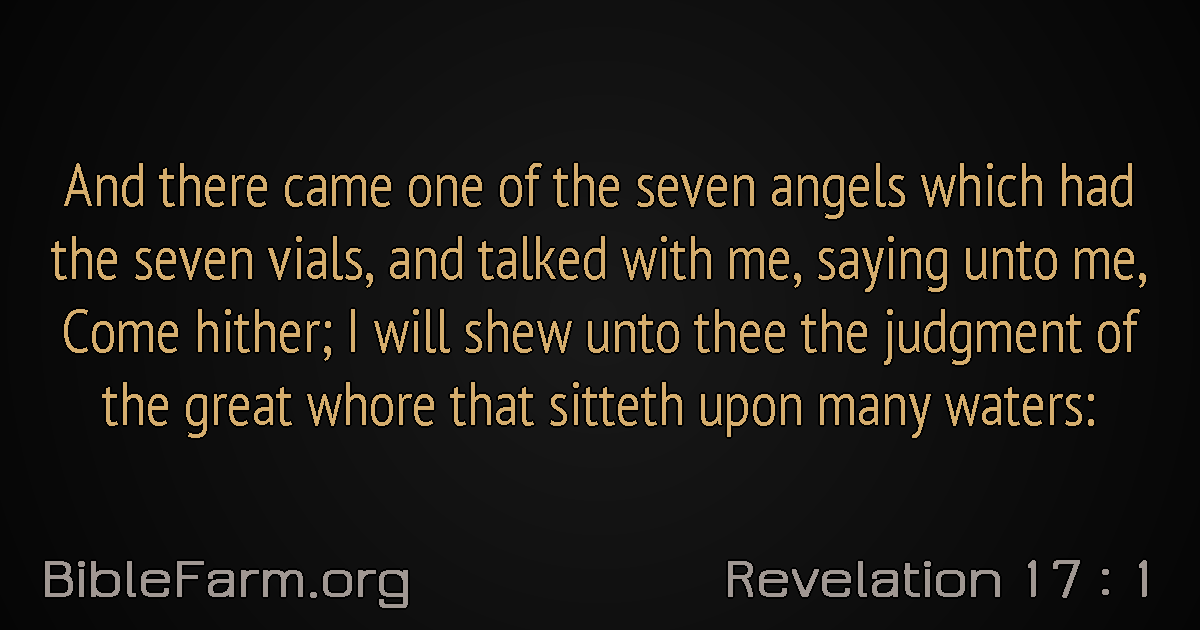 And there came one of the seven angels which had
the seven vials, and talked with me, saying unto me,
Come hither; I will shew unto thee the judgment of
the great whore that sitteth upon many waters:
BibleFarm.org
Revelation 17 : 1